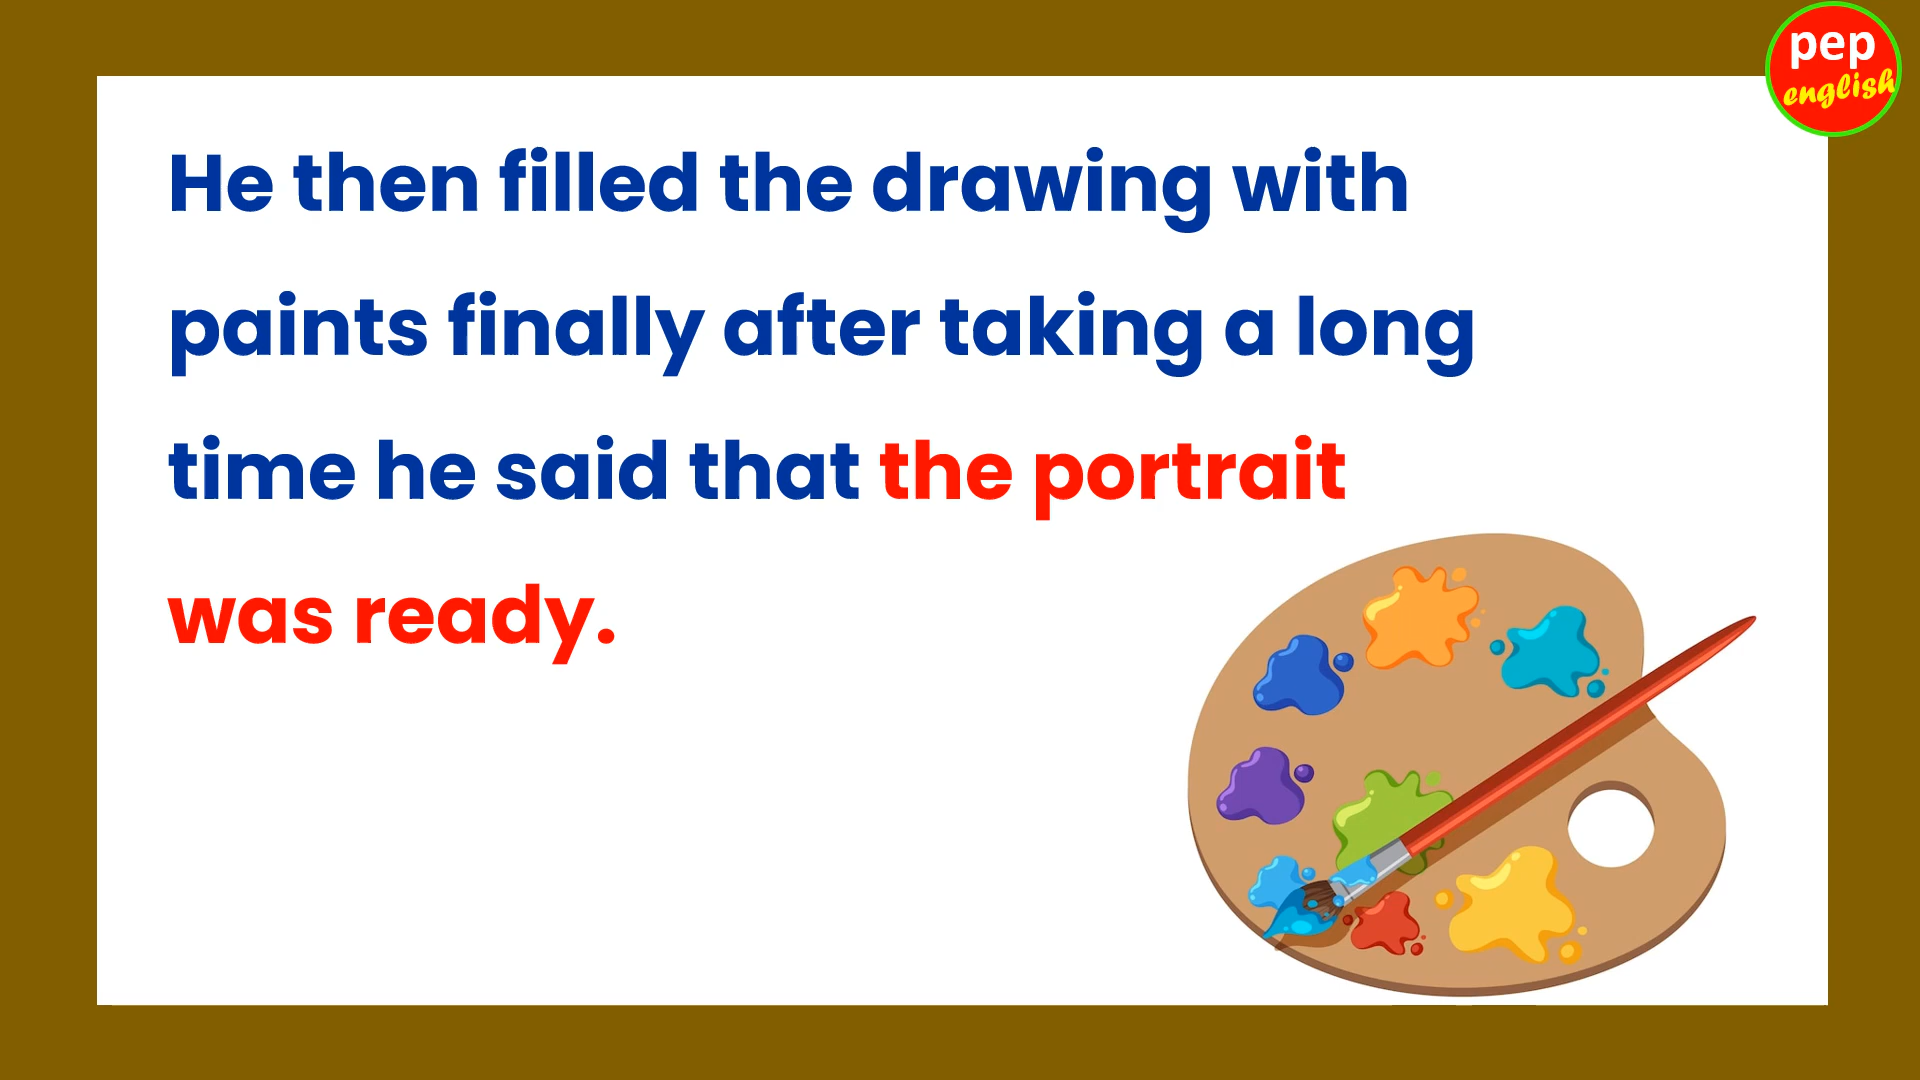 pep
english
He then filled the drawing with
paints finally after taking a long
time he said that the portrait
was ready.